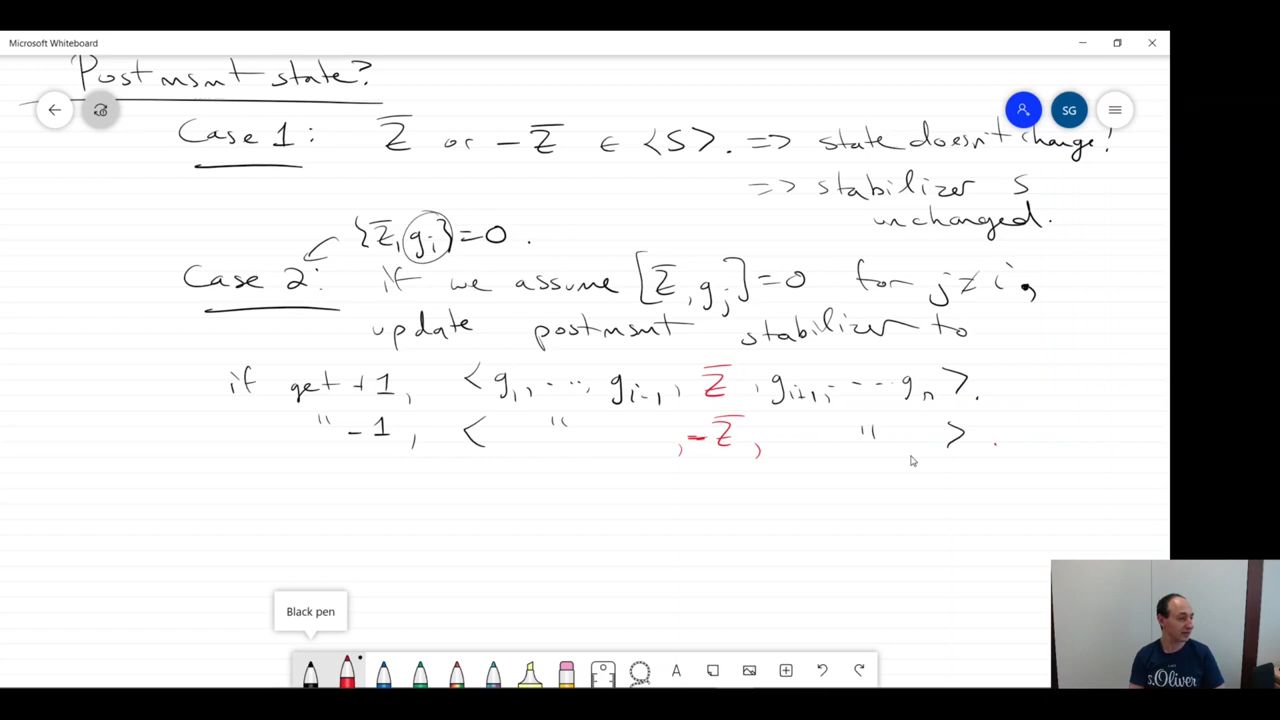 Microsoft Whiteboard
Postmsmt state?
SG
Case 1: Z̅ or -Z̅ ∈ <S>. => state doesn't change!
=> stabilizer S
unchanged.
{Z̅, gᵢ} = 0.
Case 2: if we assume [Z̅, gⱼ] = 0 for j ≠ i,
update postmsmt stabilizer to
if get +1, <g₁, ..., gᵢ₋₁, Z̅, gᵢ₊₁, ... gₙ>.
" -1, < " , -Z̅, " > .
Black pen
s.Oliver